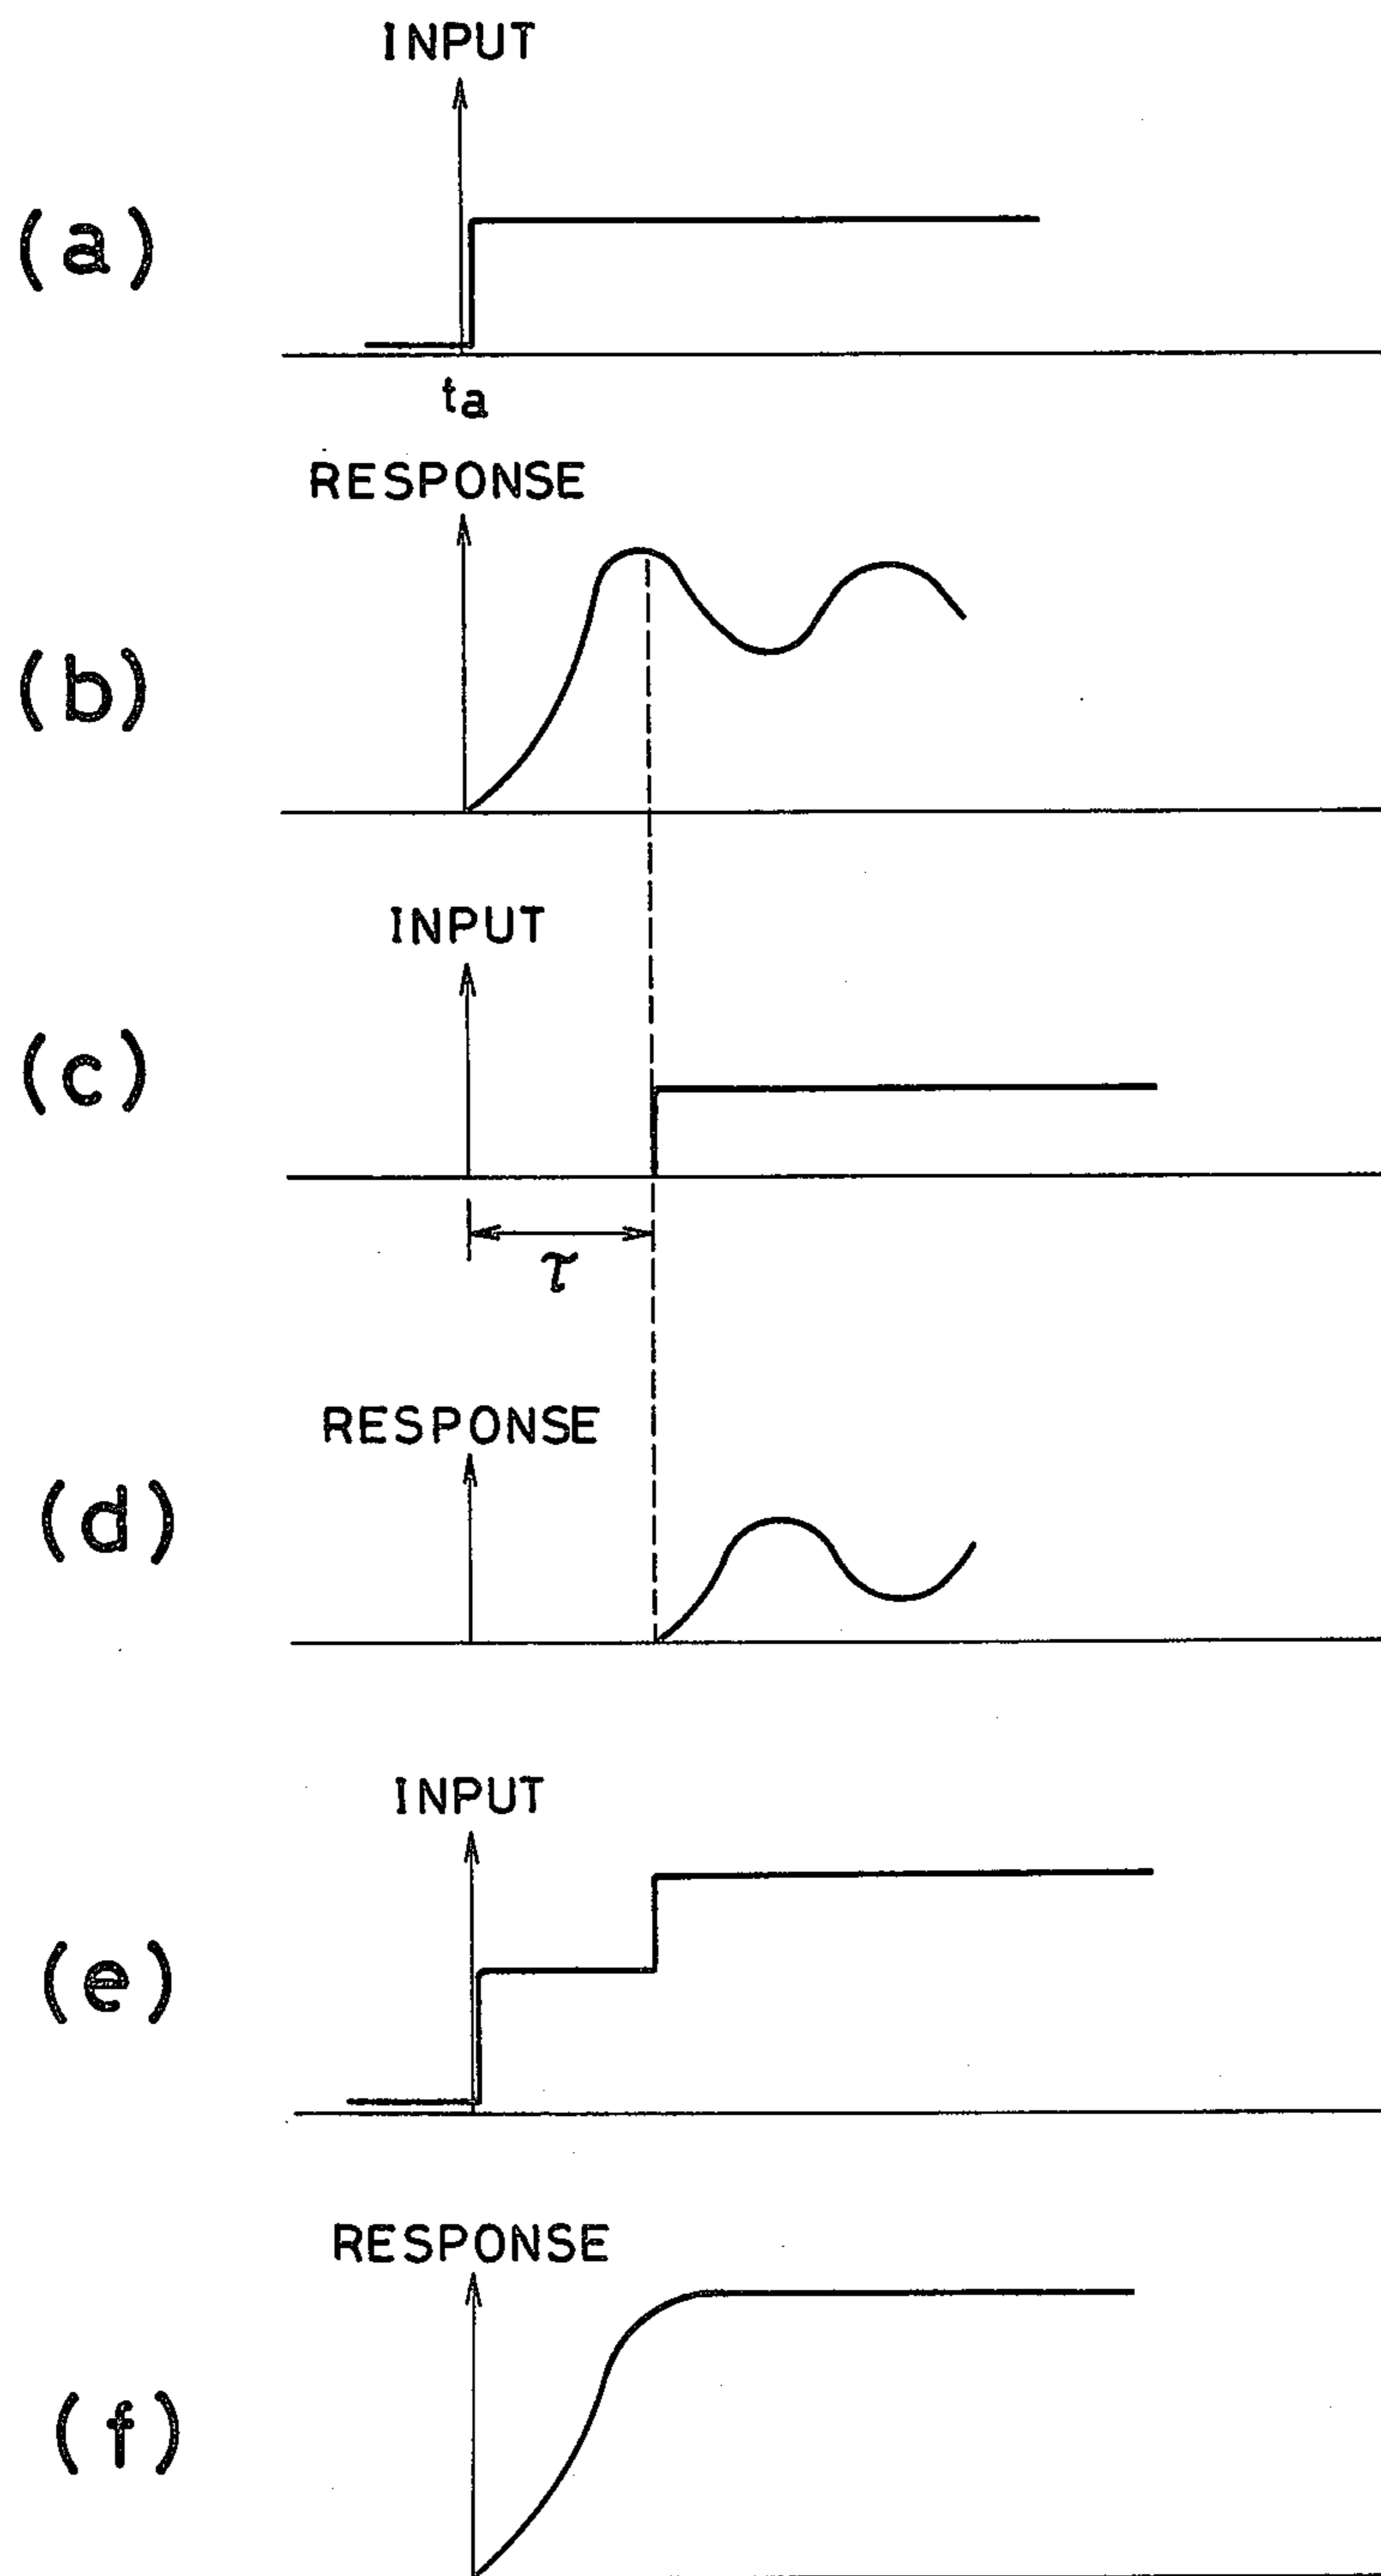 INPUT
(a)
ta
RESPONSE
(b)
INPUT
(c)
τ
RESPONSE
(d)
INPUT
(e)
RESPONSE
(f)